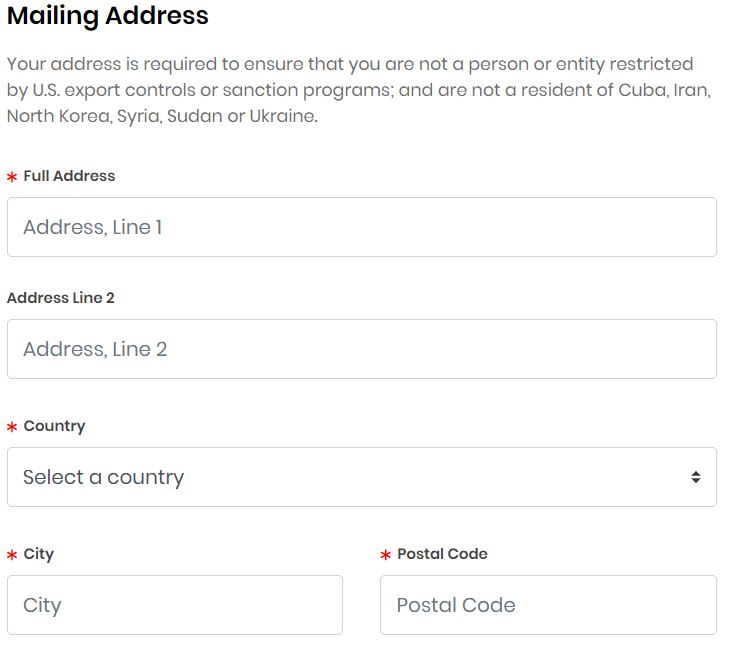 Mailing Address
Your address is required to ensure that you are not a person or entity restricted
by U.S. export controls or sanction programs; and are not a resident of Cuba, Iran,
North Korea, Syria, Sudan or Ukraine.
* Full Address
Address, Line 1
Address Line 2
Address, Line 2
* Country
Select a country
* City
* Postal Code
City
Postal Code